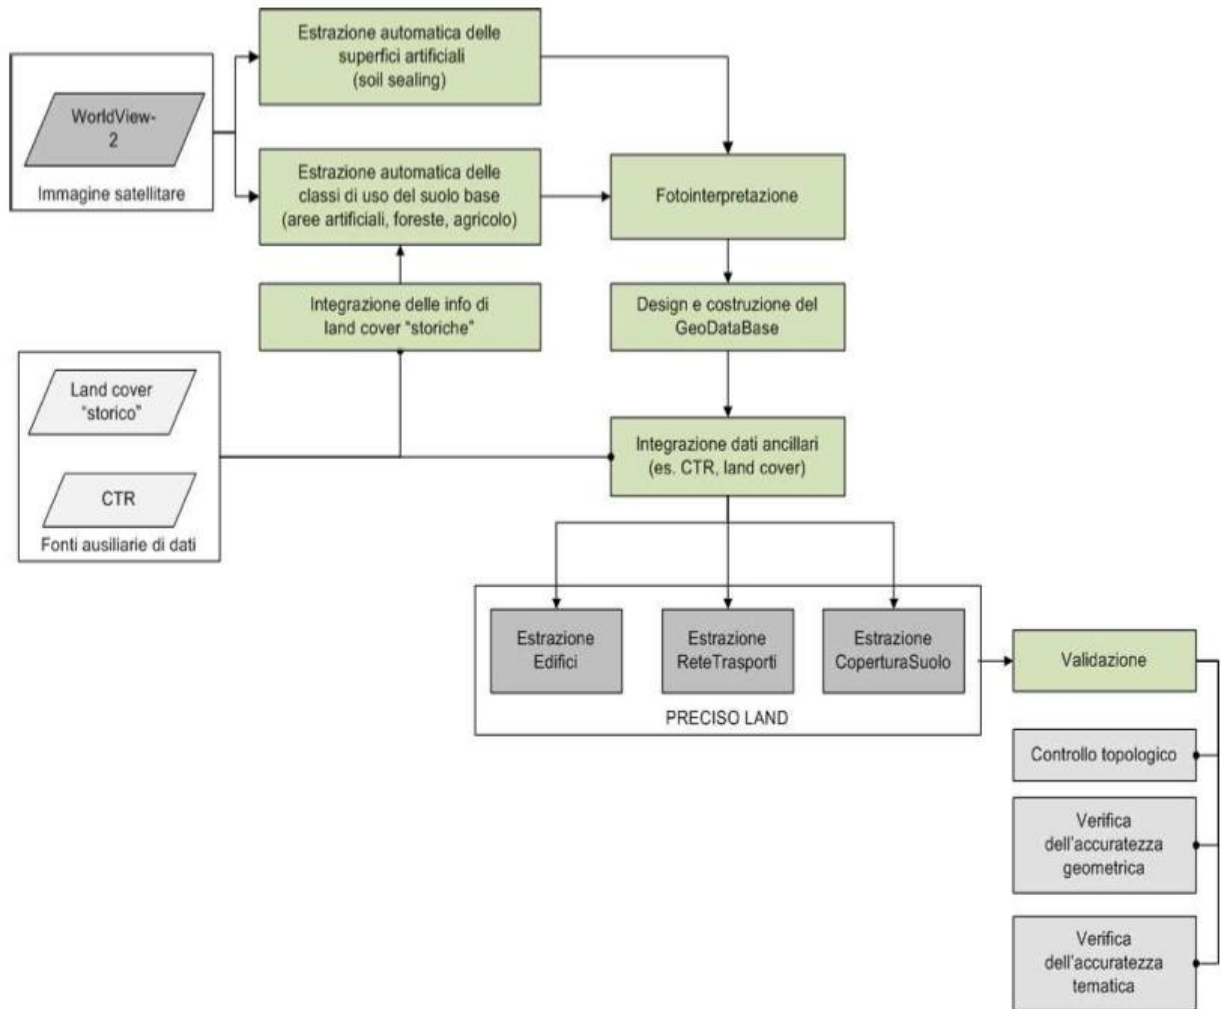 Estrazione automatica delle
superfici artificiali
(soil sealing)
WorldView-
2
Immagine satellitare
Estrazione automatica delle
classi di uso del suolo base
(aree artificiali, foreste, agricolo)
Fotointerpretazione
Integrazione delle info di
land cover "storiche"
Design e costruzione del
GeoDataBase
Land cover
"storico"
CTR
Fonti ausiliarie di dati
Integrazione dati ancillari
(es. CTR, land cover)
Estrazione
Edifici
Estrazione
ReteTrasporti
Estrazione
CoperturaSuolo
PRECISO LAND
Validazione
Controllo topologico
Verifica
dell'accuratezza
geometrica
Verifica
dell'accuratezza
tematica